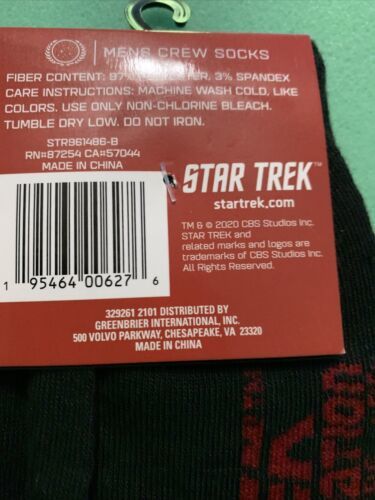 MENS CREW SOCKS
FIBER CONTENT: 97% POLYESTER, 3% SPANDEX
CARE INSTRUCTIONS: MACHINE WASH COLD, LIKE
COLORS. USE ONLY NON-CHLORINE BLEACH.
TUMBLE DRY LOW. DO NOT IRON.
STR861486-B
RN#87254 CA#57044
MADE IN CHINA
1 95464 00627 6
STAR TREK™
startrek.com
TM & © 2020 CBS Studios Inc.
STAR TREK and
related marks and logos are
trademarks of CBS Studios Inc.
All Rights Reserved.
329261 2101 DISTRIBUTED BY
GREENBRIER INTERNATIONAL, INC.
500 VOLVO PARKWAY, CHESAPEAKE, VA 23320
MADE IN CHINA